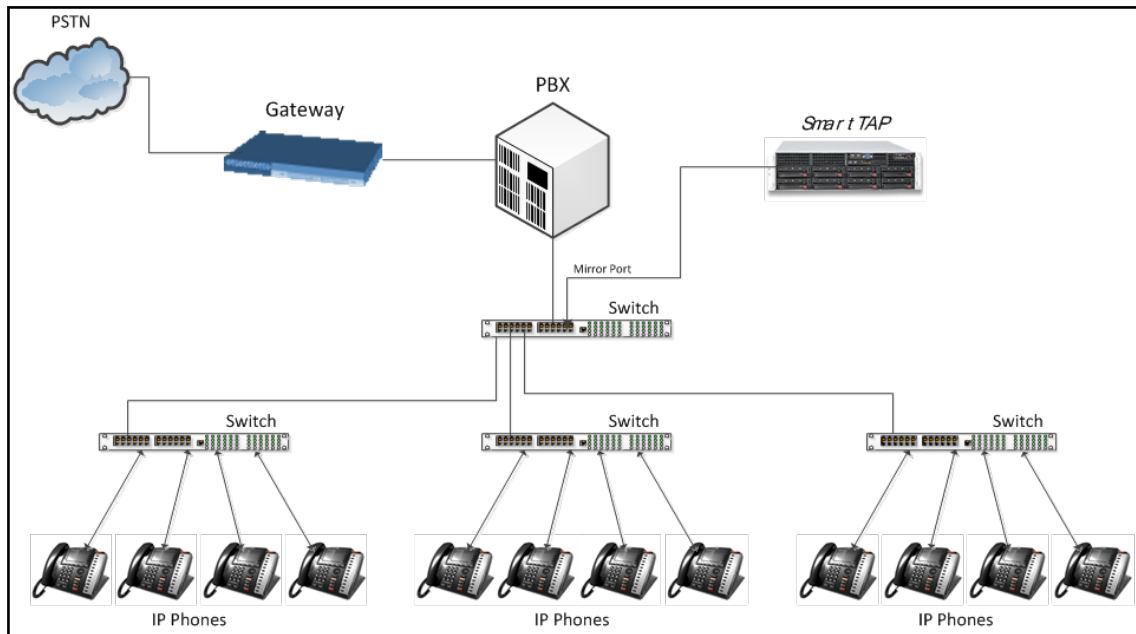 PSTN
Gateway
PBX
Smart TAP
Mirror Port
Switch
Switch
Switch
Switch
IP Phones
IP Phones
IP Phones